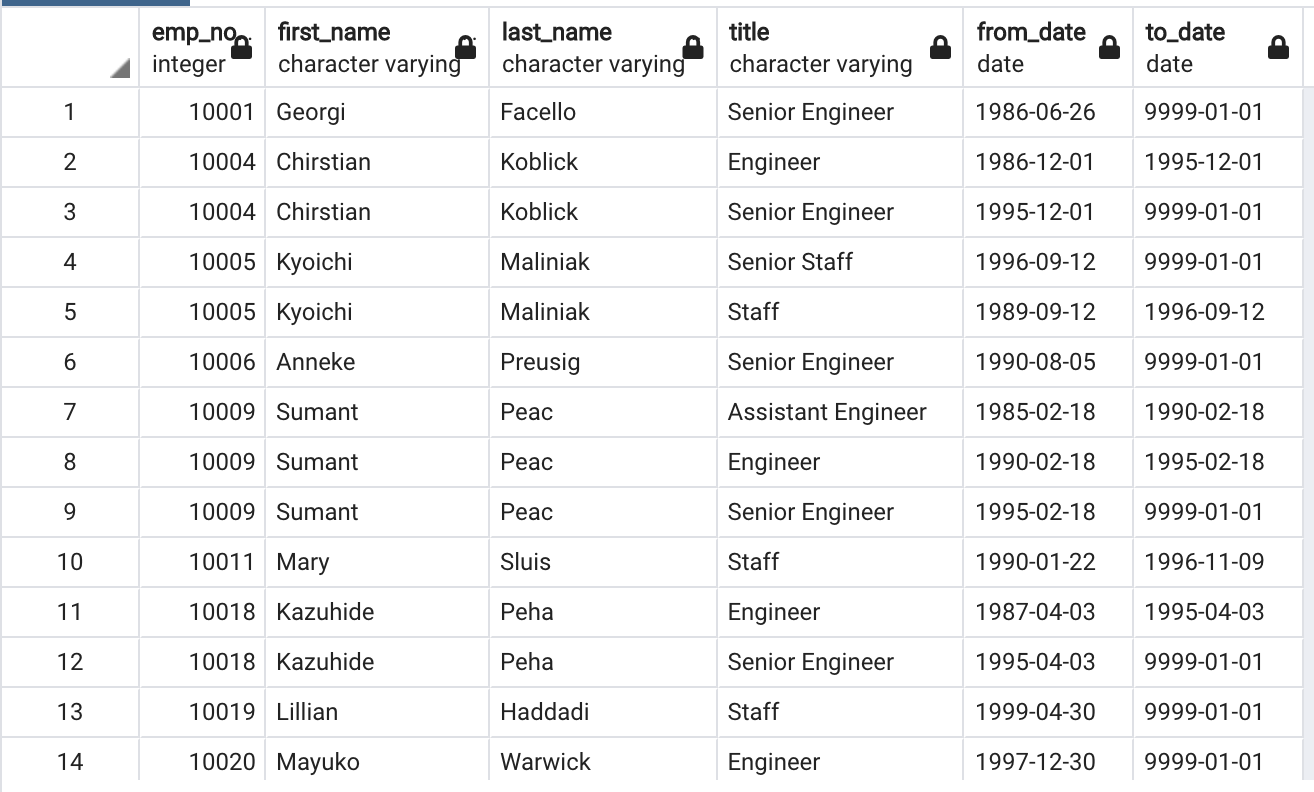 emp_no first_name last_name title from_date to_date
integer character varying character varying character varying date date
1 10001 Georgi Facello Senior Engineer 1986-06-26 9999-01-01
2 10004 Chirstian Koblick Engineer 1986-12-01 1995-12-01
3 10004 Chirstian Koblick Senior Engineer 1995-12-01 9999-01-01
4 10005 Kyoichi Maliniak Senior Staff 1996-09-12 9999-01-01
5 10005 Kyoichi Maliniak Staff 1989-09-12 1996-09-12
6 10006 Anneke Preusig Senior Engineer 1990-08-05 9999-01-01
7 10009 Sumant Peac Assistant Engineer 1985-02-18 1990-02-18
8 10009 Sumant Peac Engineer 1990-02-18 1995-02-18
9 10009 Sumant Peac Senior Engineer 1995-02-18 9999-01-01
10 10011 Mary Sluis Staff 1990-01-22 1996-11-09
11 10018 Kazuhide Peha Engineer 1987-04-03 1995-04-03
12 10018 Kazuhide Peha Senior Engineer 1995-04-03 9999-01-01
13 10019 Lillian Haddadi Staff 1999-04-30 9999-01-01
14 10020 Mayuko Warwick Engineer 1997-12-30 9999-01-01